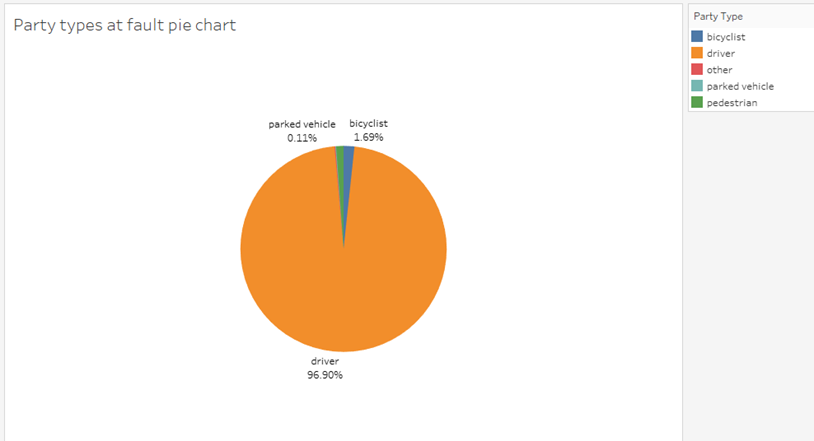 Party types at fault pie chart
parked vehicle
0.11%
bicyclist
1.69%
driver
96.90%
Party Type
bicyclist
driver
other
parked vehicle
pedestrian